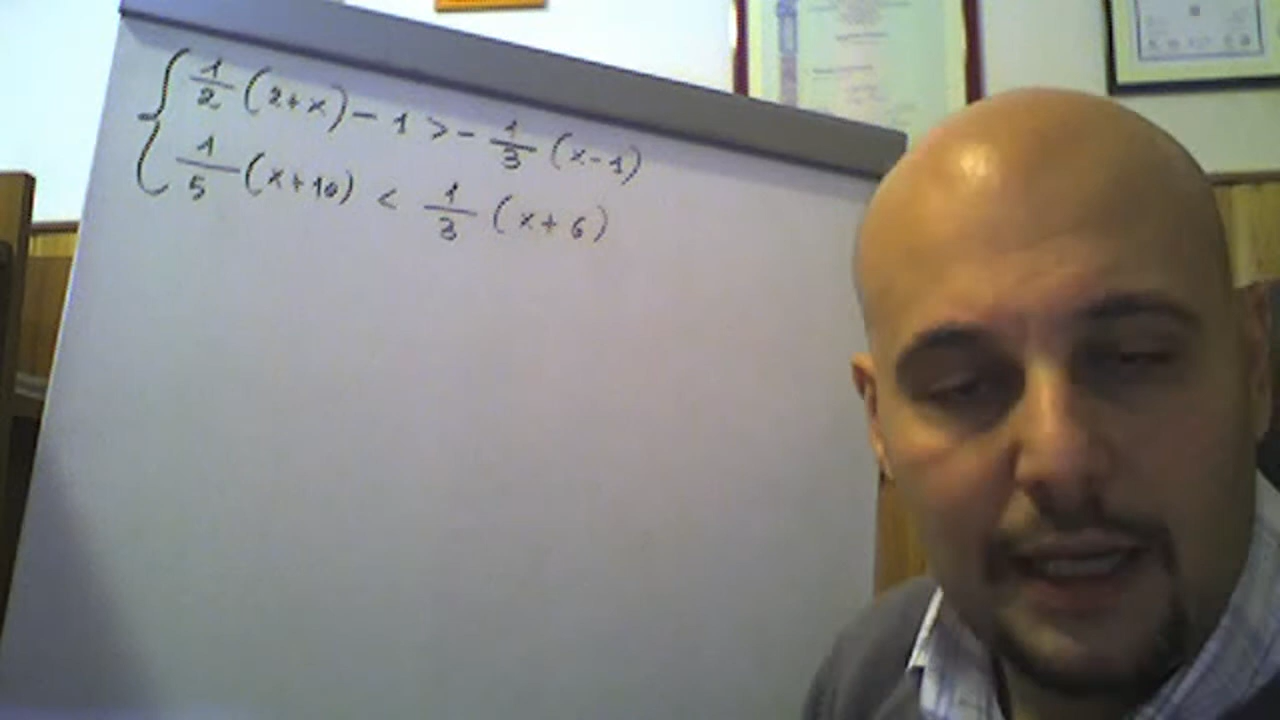 { 1/2 (2+x) - 1 > - 1/3 (x-1)
1/5 (x+10) < 1/3 (x+6)